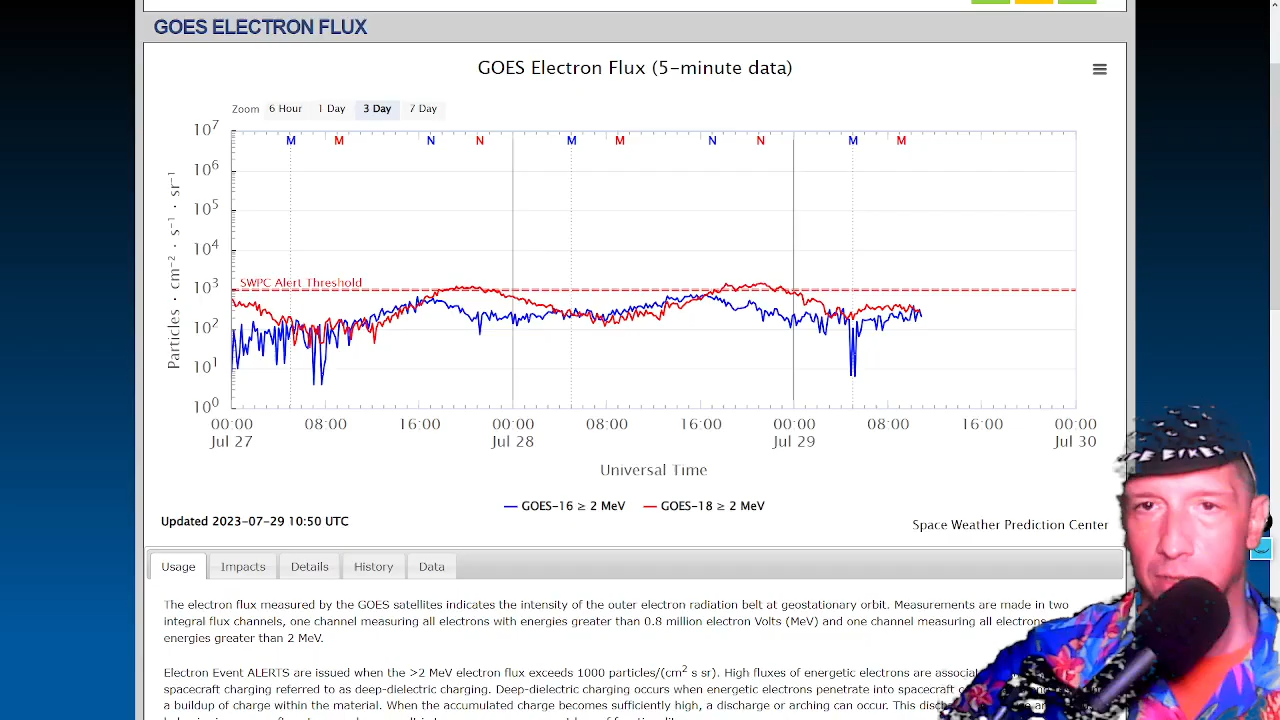 GOES ELECTRON FLUX
GOES Electron Flux (5-minute data)
Zoom 6 Hour 1 Day 3 Day 7 Day
M M N N M M N N M M
10⁷
10⁶
10⁵
10⁴
10³
10²
10¹
10⁰
Particles · cm⁻² · s⁻¹ · sr⁻¹
SWPC Alert Threshold
00:00 08:00 16:00 00:00 08:00 16:00 00:00 08:00 16:00 00:00
Jul 27 Jul 28 Jul 29 Jul 30
Universal Time
GOES-16 ≥ 2 MeV GOES-18 ≥ 2 MeV
Updated 2023-07-29 10:50 UTC
Space Weather Prediction Center
Usage Impacts Details History Data
The electron flux measured by the GOES satellites indicates the intensity of the outer electron radiation belt at geostationary orbit. Measurements are made in two
integral flux channels, one channel measuring all electrons with energies greater than 0.8 million electron Volts (MeV) and one channel measuring all electrons
energies greater than 2 MeV.
Electron Event ALERTS are issued when the >2 MeV electron flux exceeds 1000 particles/(cm² s sr). High fluxes of energetic electrons are
spacecraft charging referred to as deep-dielectric charging. Deep-dielectric charging occurs when energetic electrons penetrate into spacecraft
a buildup of charge within the material. When the accumulated charge becomes sufficiently high, a discharge or arching can occur. This
BIKES